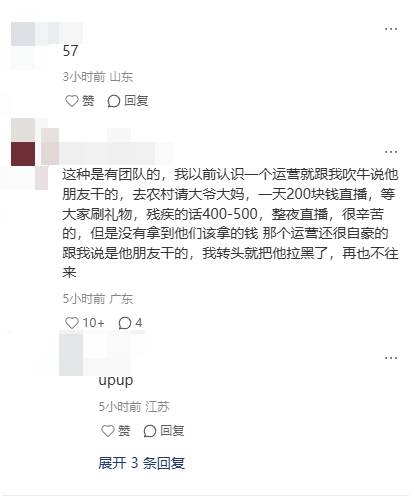 57
3小时前 山东
赞 回复
这种是有团队的，我以前认识一个运营就跟我吹牛说他
朋友干的，去农村请大爷大妈，一天200块钱直播，等
大家刷礼物，残疾的话400-500，整夜直播，很辛苦
的，但是没有拿到他们该拿的钱 那个运营还很自豪的
跟我说是他朋友干的，我转头就把他拉黑了，再也不往
来
5小时前 广东
10+ 4
upup
5小时前 江苏
赞 回复
展开 3 条回复